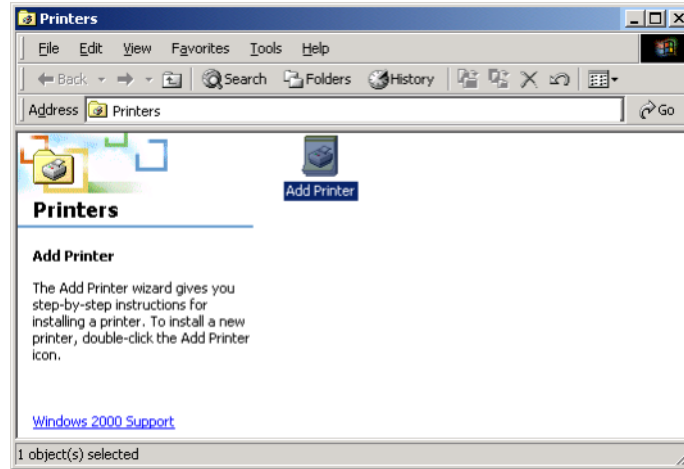 Printers
File Edit View Favorites Tools Help
Back Search Folders History
Address Printers Go
Add Printer
Printers
Add Printer
The Add Printer wizard gives you
step-by-step instructions for
installing a printer. To install a new
printer, double-click the Add Printer
icon.
Windows 2000 Support
1 object(s) selected